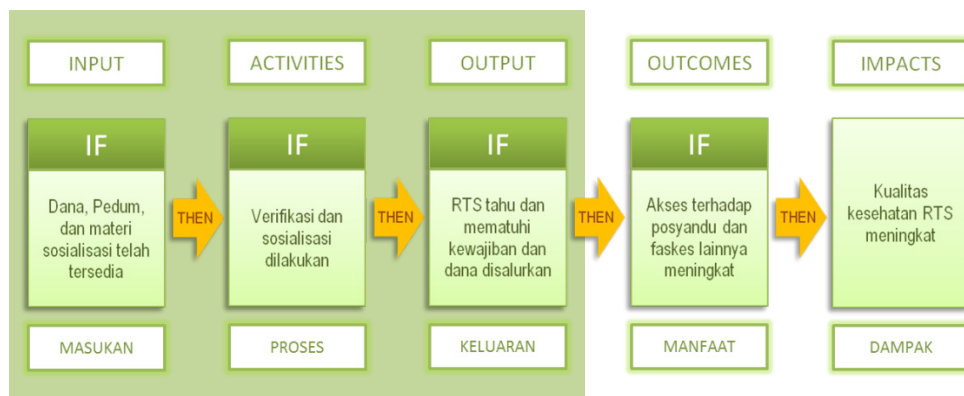 INPUT
ACTIVITIES
OUTPUT
OUTCOMES
IMPACTS
IF
Dana, Pedum,
dan materi
sosialisasi telah
tersedia
THEN
IF
Verifikasi dan
sosialisasi
dilakukan
THEN
IF
RTS tahu dan
mematuhi
kewajiban dan
dana disalurkan
THEN
IF
Akses terhadap
posyandu dan
faskes lainnya
meningkat
THEN
Kualitas
kesehatan RTS
meningkat
MASUKAN
PROSES
KELUARAN
MANFAAT
DAMPAK